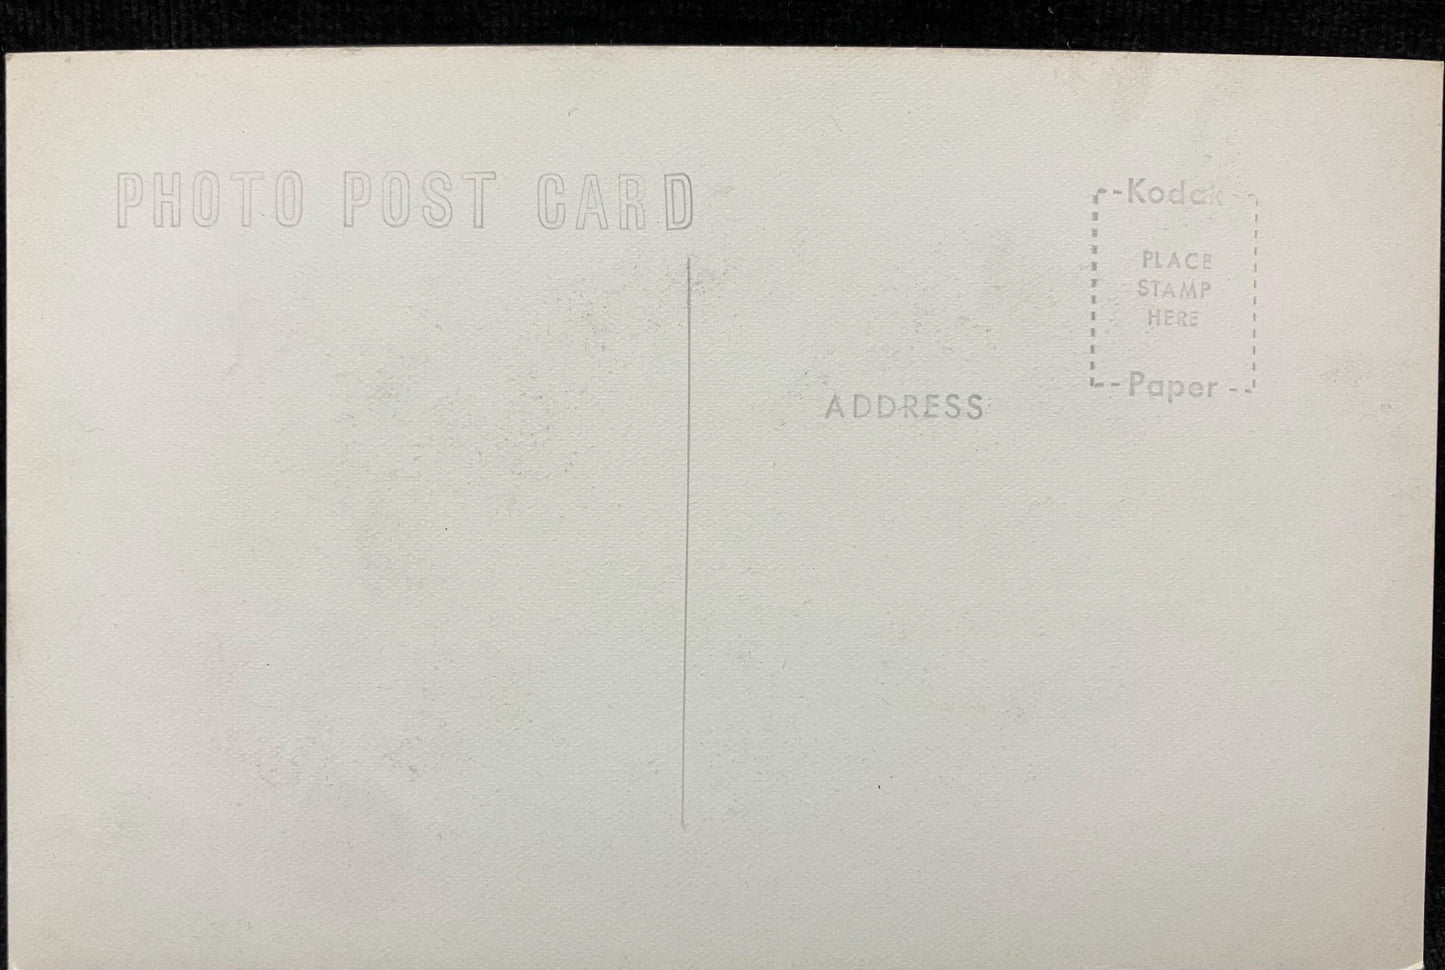 PHOTO POST CARD
Kodak
PLACE
STAMP
HERE
Paper
ADDRESS